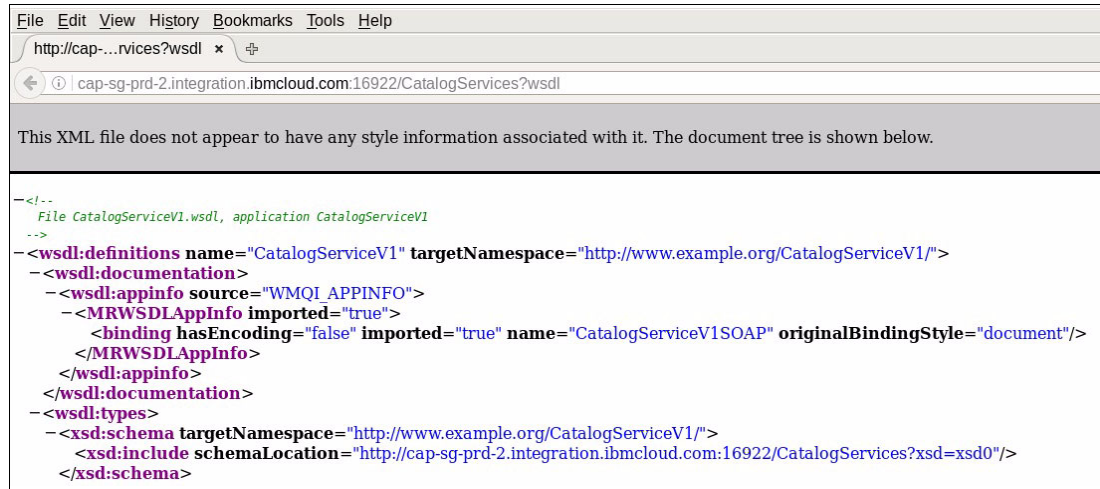 File Edit View History Bookmarks Tools Help
http://cap-...rvices?wsdl × 
cap-sg-prd-2.integration.ibmcloud.com:16922/CatalogServices?wsdl
This XML file does not appear to have any style information associated with it. The document tree is shown below.
−<!--
File CatalogServiceV1.wsdl, application CatalogServiceV1
-->
−<wsdl:definitions name="CatalogServiceV1" targetNamespace="http://www.example.org/CatalogServiceV1/">
−<wsdl:documentation>
−<wsdl:appinfo source="WMQI_APPINFO">
−<MRWSDLAppInfo imported="true">
<binding hasEncoding="false" imported="true" name="CatalogServiceV1SOAP" originalBindingStyle="document"/>
</MRWSDLAppInfo>
</wsdl:appinfo>
</wsdl:documentation>
−<wsdl:types>
−<xsd:schema targetNamespace="http://www.example.org/CatalogServiceV1/">
<xsd:include schemaLocation="http://cap-sg-prd-2.integration.ibmcloud.com:16922/CatalogServices?xsd=xsd0"/>
</xsd:schema>